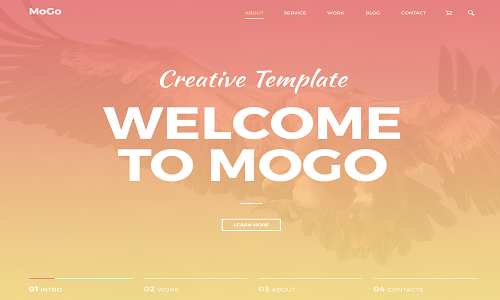 MoGo
ABOUT SERVICE WORK BLOG CONTACT
Creative Template
WELCOME
TO MOGO
LEARN MORE
01 INTRO 02 WORK 03 ABOUT 04 CONTACTS